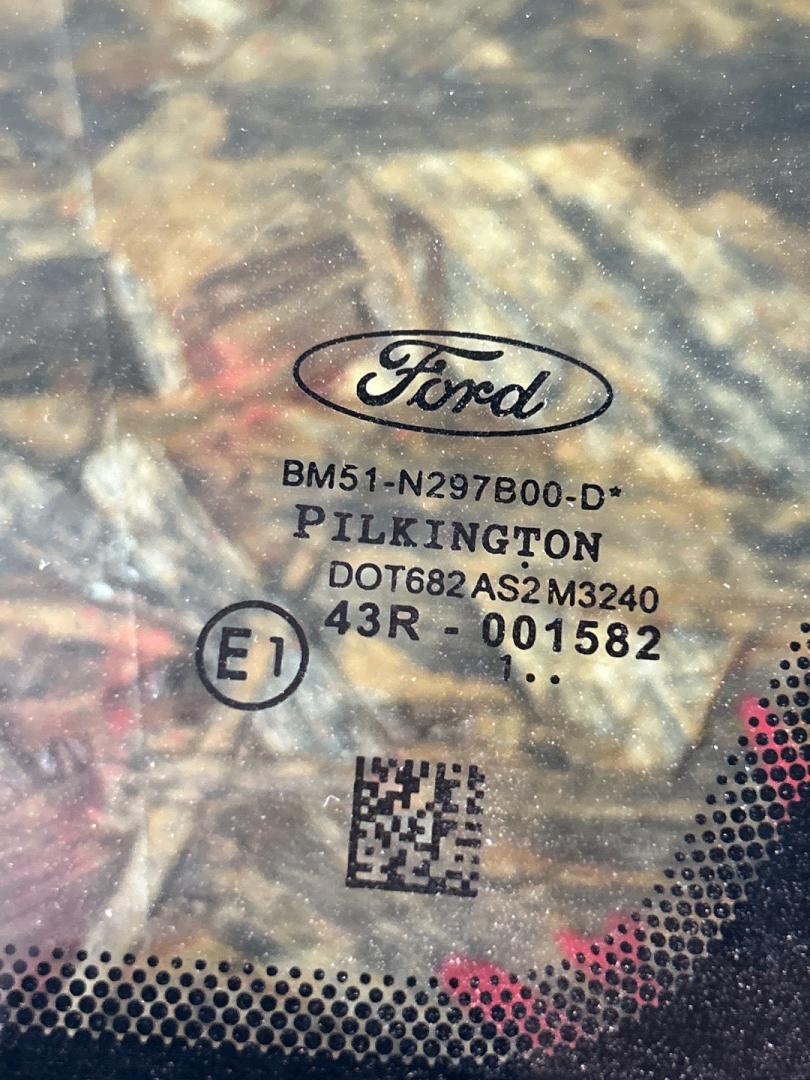 Ford
BM51-N297B00-D*
PILKINGTON
DOT682 AS2 M3240
43R - 001582
E1
1..